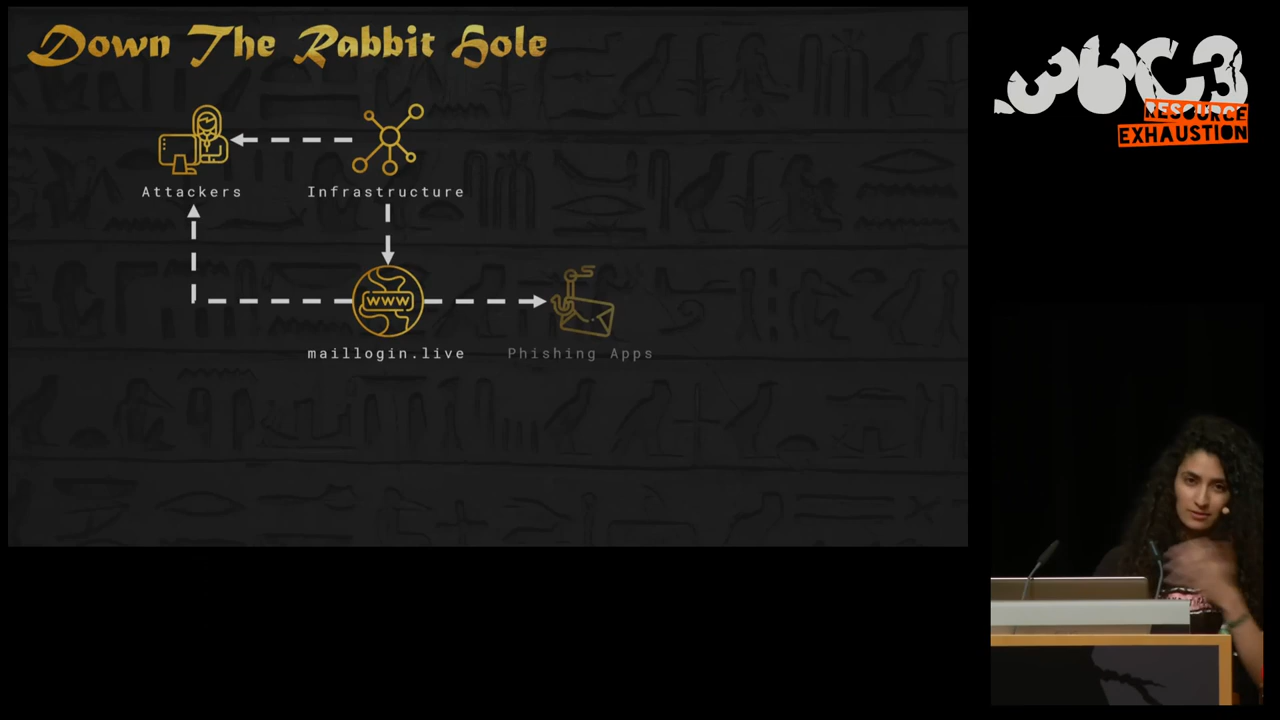 Down The Rabbit Hole
36C3
RESOURCE
EXHAUSTION
Attackers
Infrastructure
www
maillogin.live
Phishing Apps